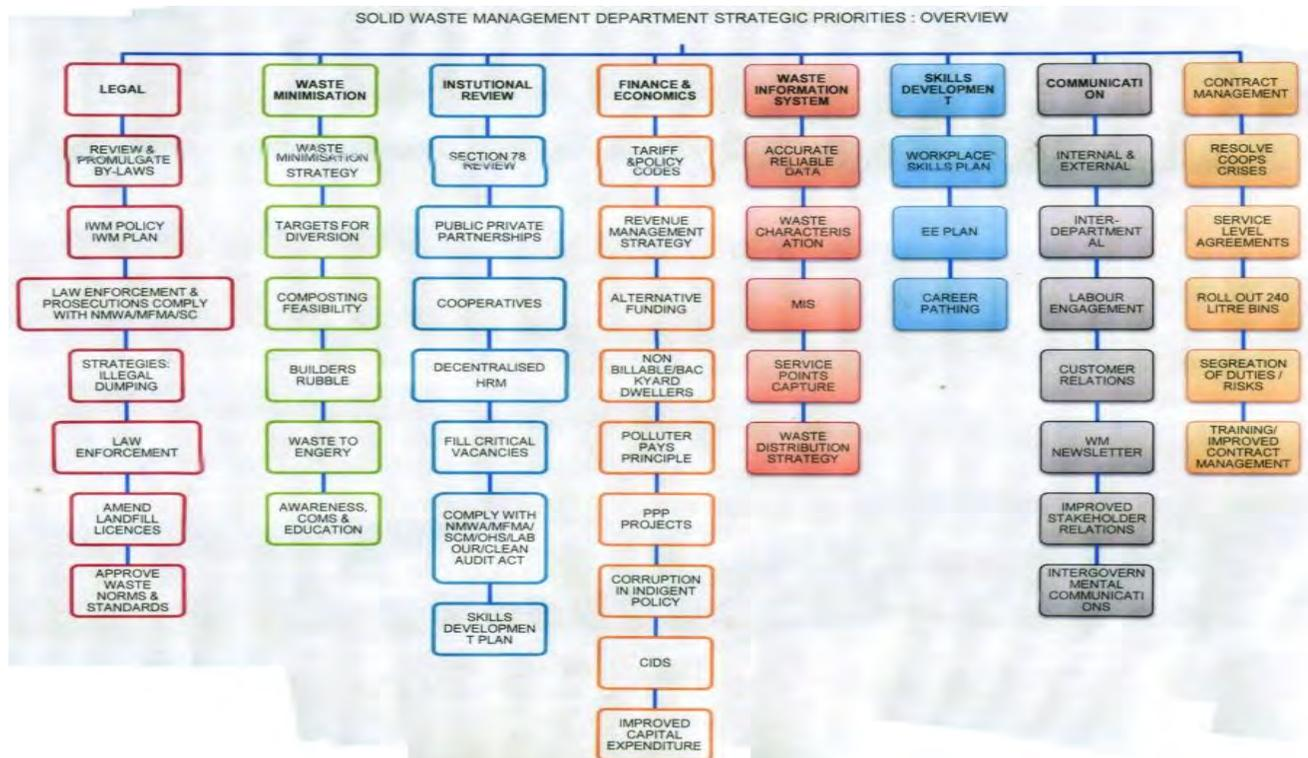 SOLID WASTE MANAGEMENT DEPARTMENT STRATEGIC PRIORITIES : OVERVIEW
LEGAL
REVIEW &
PROMULGATE
BY-LAWS
IWM POLICY
IWM PLAN
LAW ENFORCEMENT &
PROSECUTIONS COMPLY
WITH NMWA/MFMA/SC
STRATEGIES:
ILLEGAL
DUMPING
LAW
ENFORCEMENT
AMEND
LANDFILL
LICENCES
APPROVE
WASTE
NORMS &
STANDARDS
WASTE
MINIMISATION
WASTE
MINIMISATION
STRATEGY
TARGETS FOR
DIVERSION
COMPOSTING
FEASIBILITY
BUILDERS
RUBBLE
WASTE TO
ENGERY
AWARENESS,
COMS &
EDUCATION
INSTUTIONAL
REVIEW
SECTION 78
REVIEW
PUBLIC PRIVATE
PARTNERSHIPS
COOPERATIVES
DECENTRALISED
HRM
FILL CRITICAL
VACANCIES
COMPLY WITH
NMWA/MFMA/
SCM/OHS/LAB
OUR/CLEAN
AUDIT ACT
SKILLS
DEVELOPMEN
T PLAN
FINANCE &
ECONOMICS
TARIFF
&POLICY
CODES
REVENUE
MANAGEMENT
STRATEGY
ALTERNATIVE
FUNDING
NON
BILLABLE/BAC
KYARD
DWELLERS
POLLUTER
PAYS
PRINCIPLE
PPP
PROJECTS
CORRUPTION
IN INDIGENT
POLICY
CIDS
IMPROVED
CAPITAL
EXPENDITURE
WASTE
INFORMATION
SYSTEM
ACCURATE
RELIABLE
DATA
WASTE
CHARACTERIS
ATION
MIS
SERVICE
POINTS
CAPTURE
WASTE
DISTRIBUTION
STRATEGY
SKILLS
DEVELOPMEN
T
WORKPLACE
SKILLS PLAN
EE PLAN
CAREER
PATHING
COMMUNICATI
ON
INTERNAL &
EXTERNAL
INTER-
DEPARTMENT
AL
LABOUR
ENGAGEMENT
CUSTOMER
RELATIONS
WM
NEWSLETTER
IMPROVED
STAKEHOLDER
RELATIONS
INTERGOVERN
MENTAL
COMMUNICATI
ONS
CONTRACT
MANAGEMENT
RESOLVE
COOPS
CRISES
SERVICE
LEVEL
AGREEMENTS
ROLL OUT 240
LITRE BINS
SEGREATION
OF DUTIES /
RISKS
TRAINING/
IMPROVED
CONTRACT
MANAGEMENT